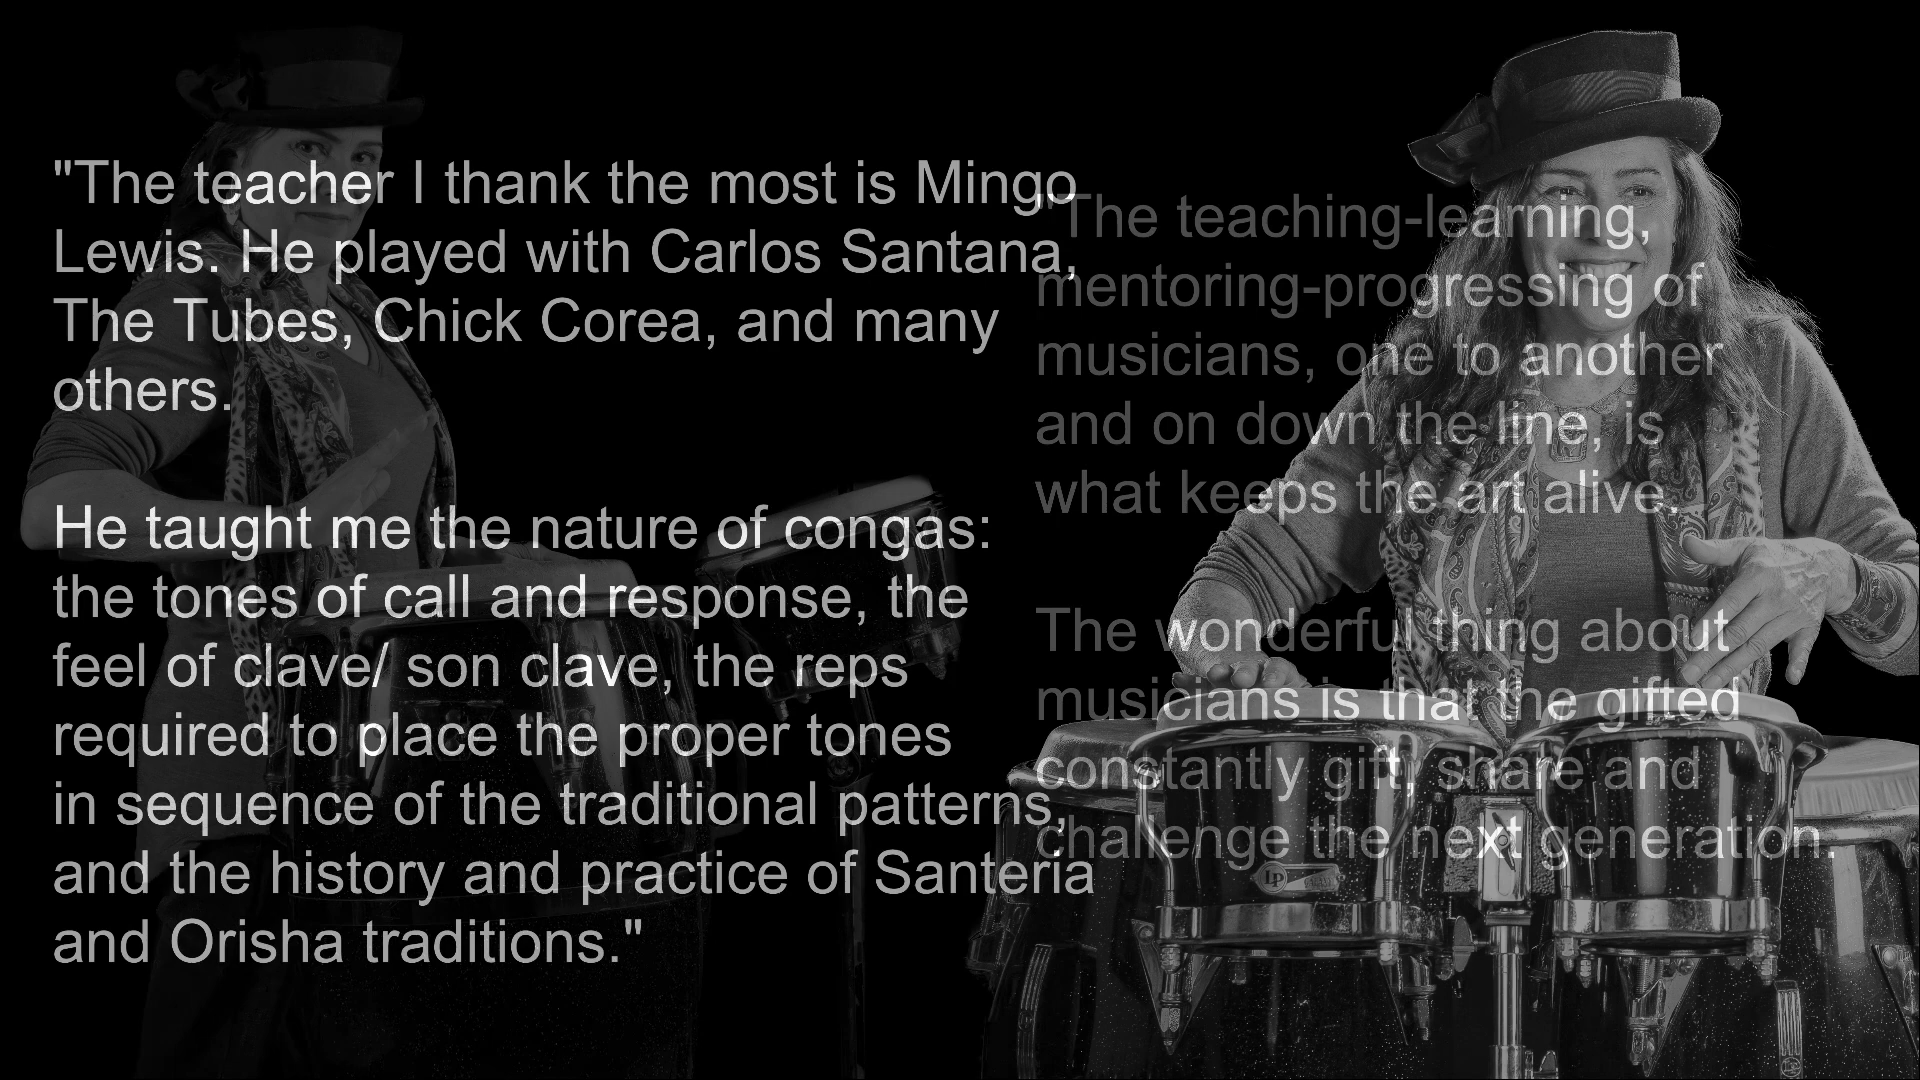 "The teacher I thank the most is Mingo
Lewis. He played with Carlos Santana,
The Tubes, Chick Corea, and many
others.
He taught me the nature of congas:
the tones of call and response, the
feel of clave/ son clave, the reps
required to place the proper tones
in sequence of the traditional patterns,
and the history and practice of Santeria
and Orisha traditions."
"The teaching-learning,
mentoring-progressing of
musicians, one to another
and on down the line, is
what keeps the art alive.
The wonderful thing about
musicians is that the gifted
constantly gift, share and
challenge the next generation.
LP